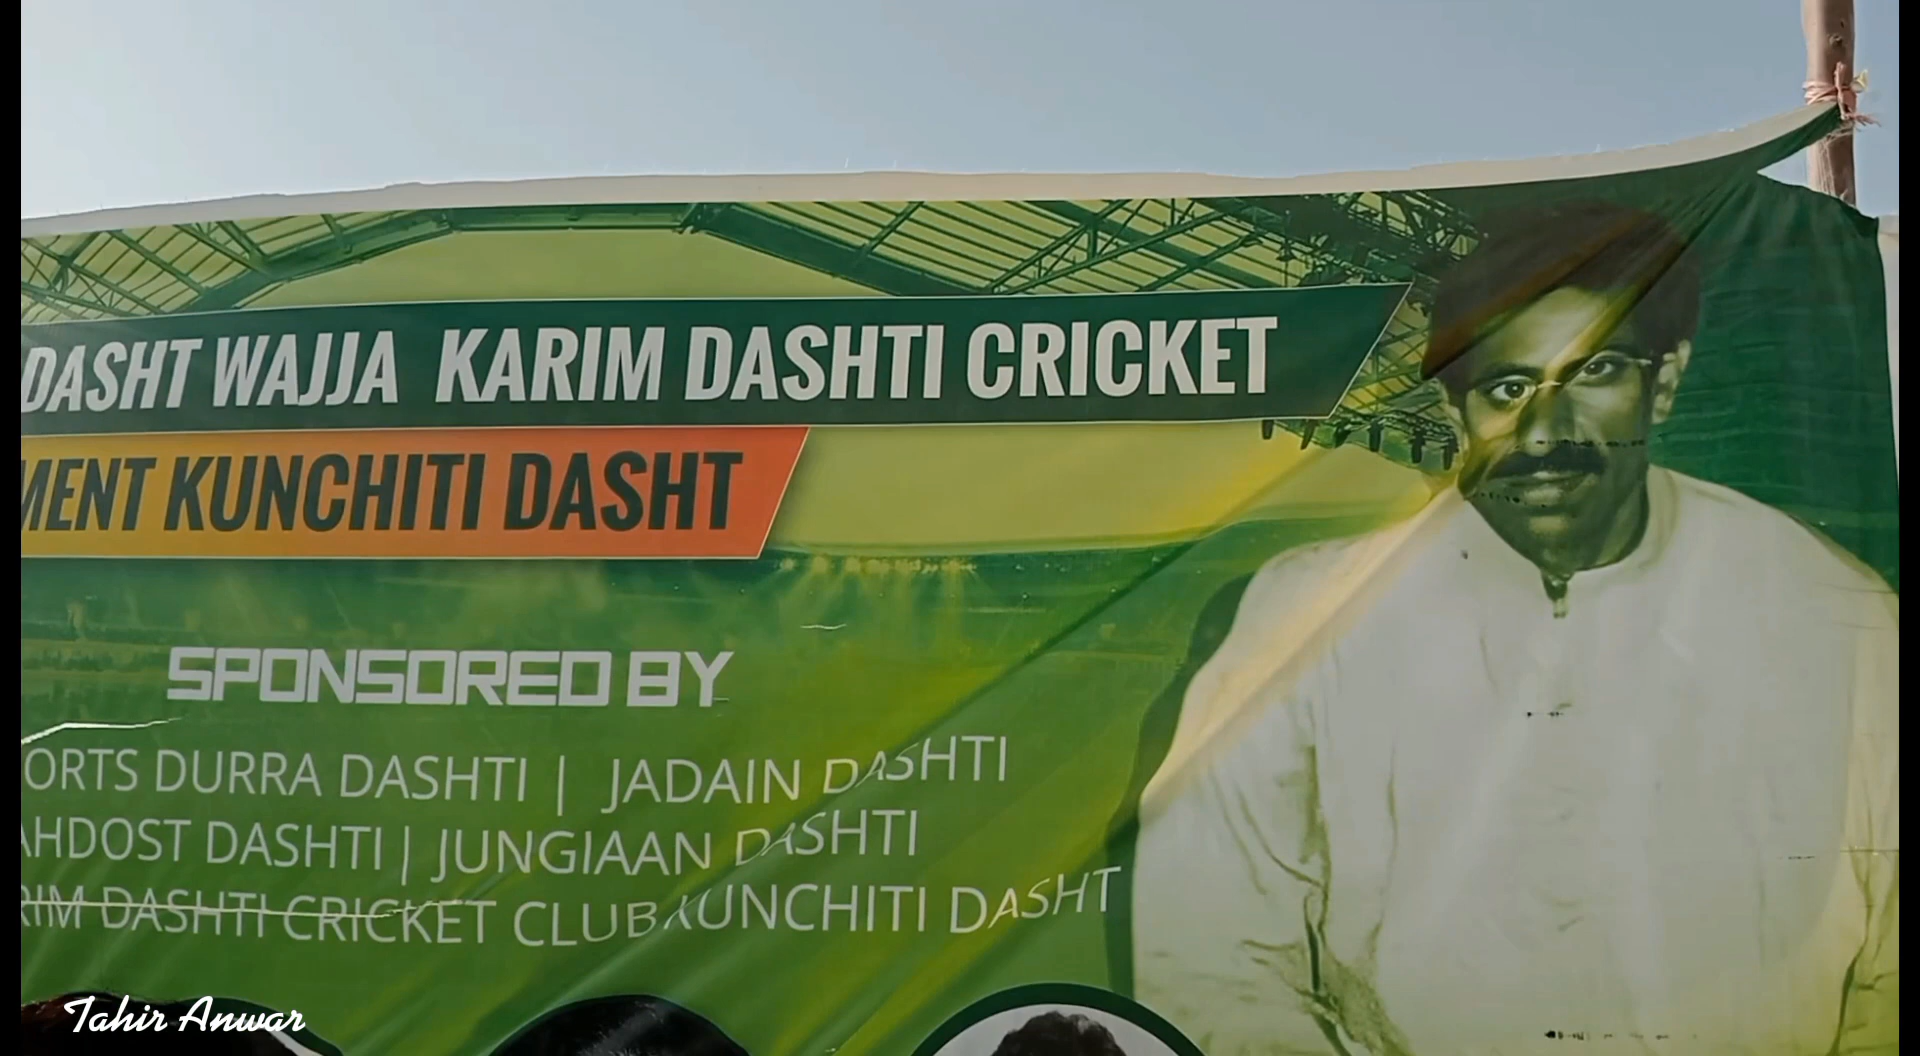 DASHT WAJJA KARIM DASHTI CRICKET
MENT KUNCHITI DASHT
SPONSORED BY
ORTS DURRA DASHTI | JADAIN DASHTI
AHDOST DASHTI | JUNGIAAN DASHTI
RIM DASHTI CRICKET CLUB KUNCHITI DASHT
Tahir Anwar